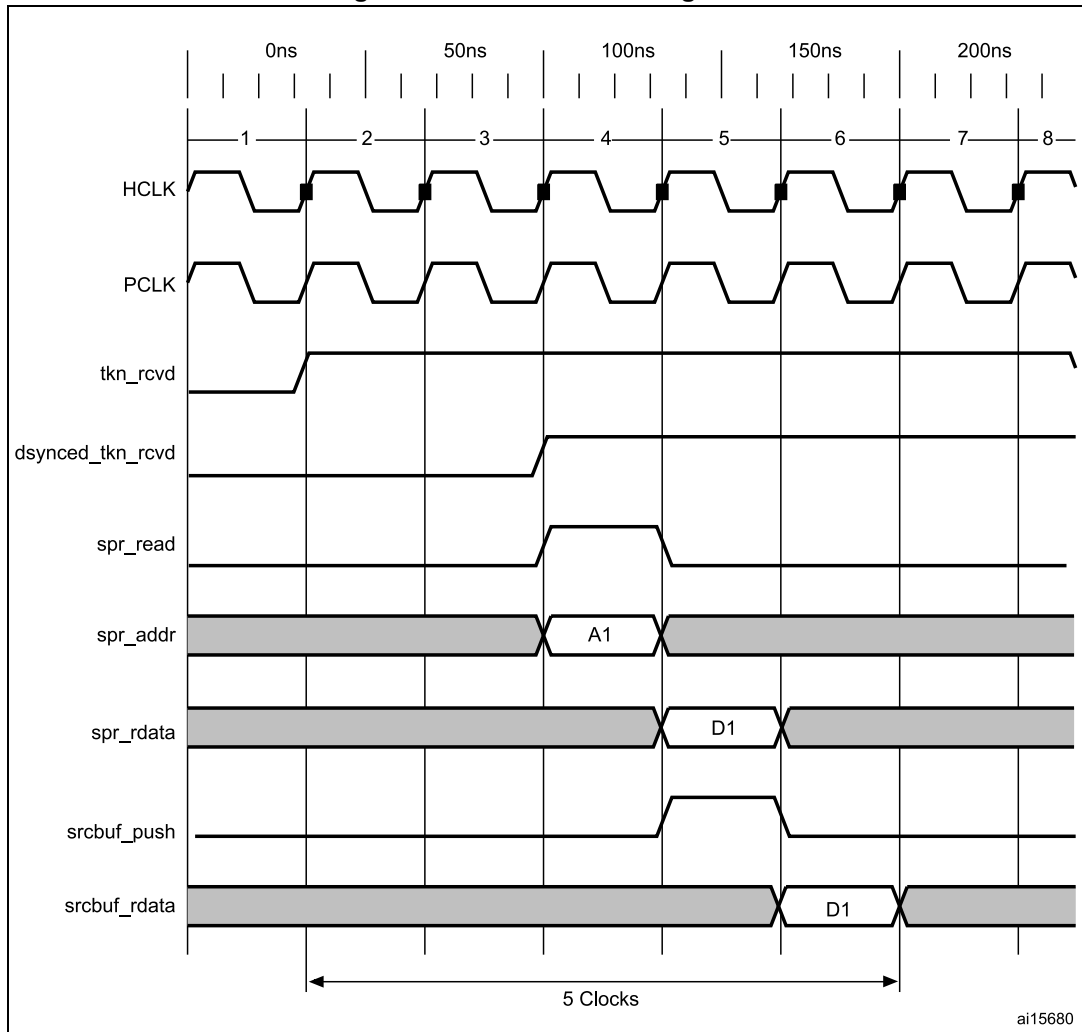 0ns 50ns 100ns 150ns 200ns
1 2 3 4 5 6 7 8
HCLK
PCLK
tkn_rcvd
dsynced_tkn_rcvd
spr_read
spr_addr A1
spr_rdata D1
srcbuf_push
srcbuf_rdata D1
5 Clocks
ai15680